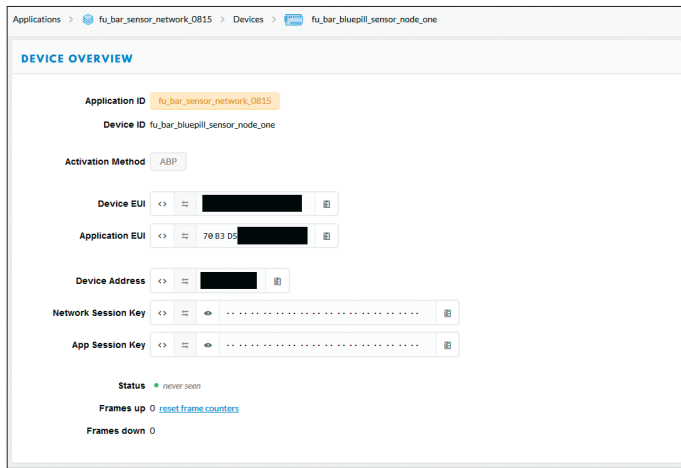 Applications > fu_bar_sensor_network_0815 > Devices > fu_bar_bluepill_sensor_node_one
DEVICE OVERVIEW
Application ID fu_bar_sensor_network_0815
Device ID fu_bar_bluepill_sensor_node_one
Activation Method ABP
Device EUI
Application EUI 70 B3 D5
Device Address
Network Session Key
App Session Key
Status never seen
Frames up 0 reset frame counters
Frames down 0